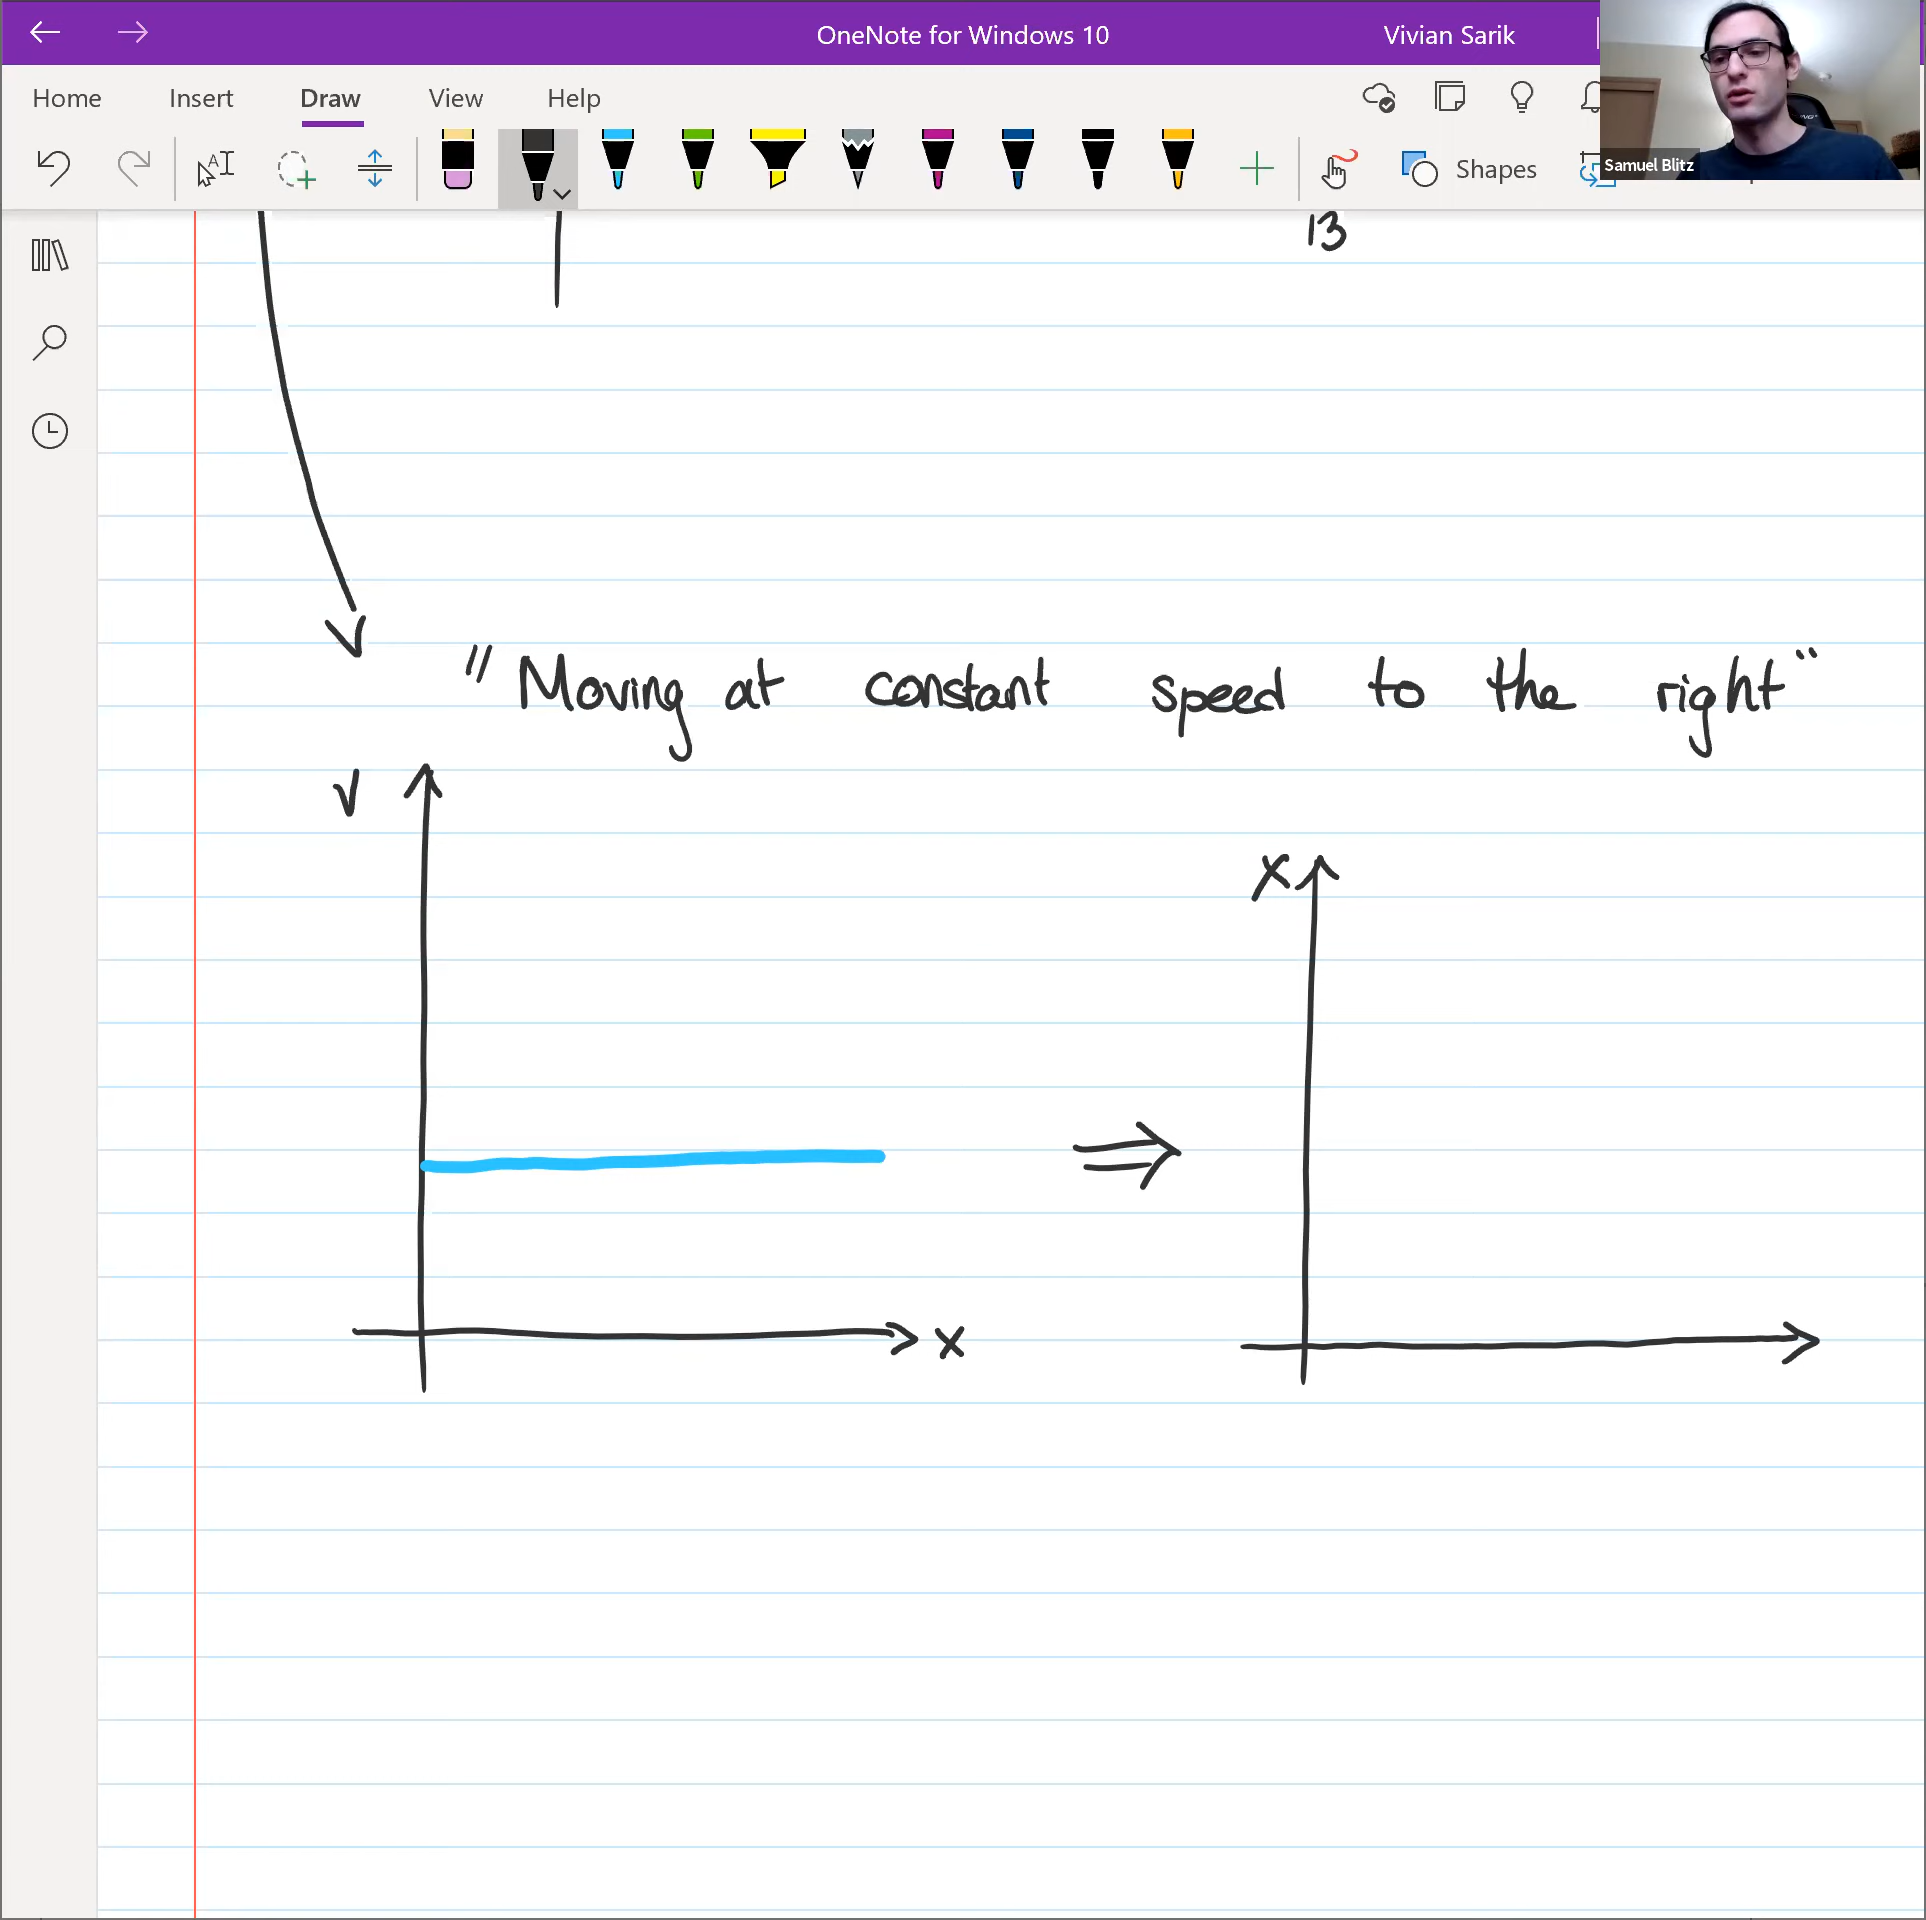 OneNote for Windows 10
Vivian Sarik
Home Insert Draw View Help
Shapes
Samuel Blitz
13
"Moving at constant speed to the right"
v
x
x